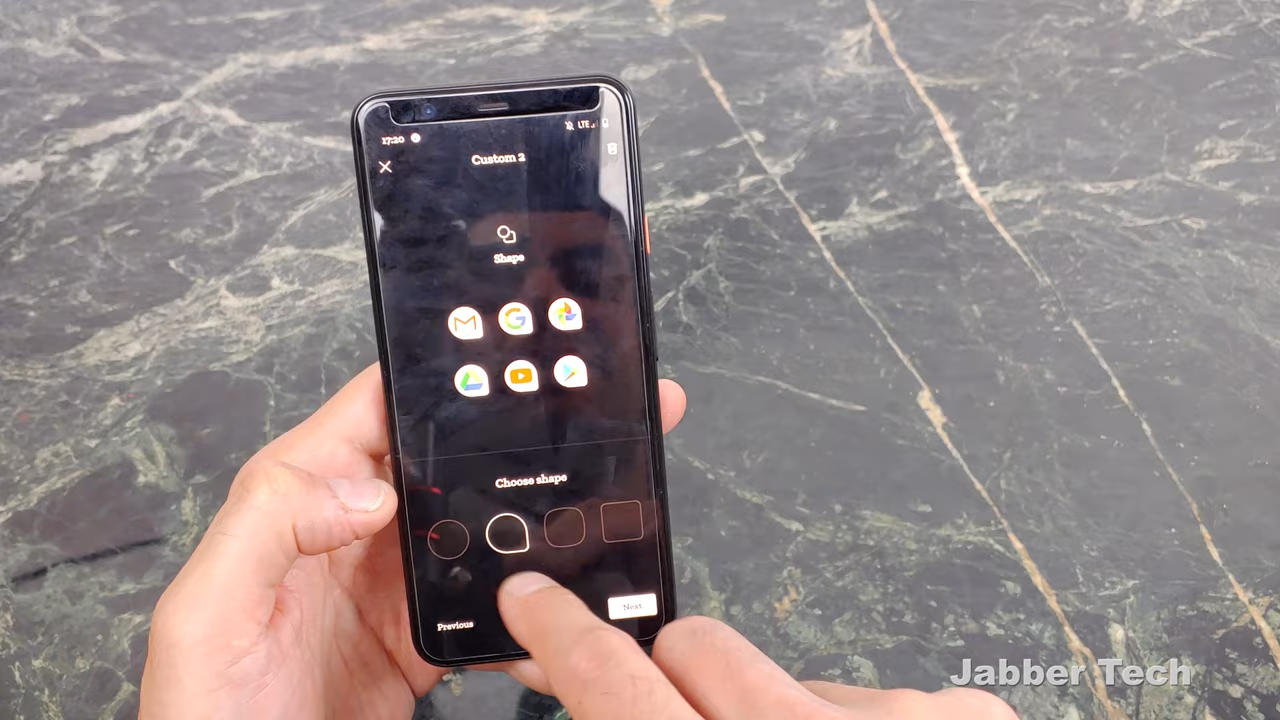 17:20
LTE
Custom 2
Shape
Choose shape
Previous
Next
Jabber Tech